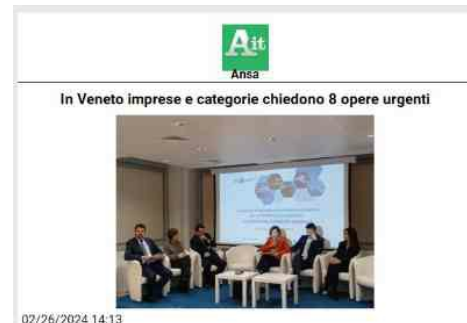 Ait
Ansa
In Veneto imprese e categorie chiedono 8 opere urgenti
02/26/2024 14:13